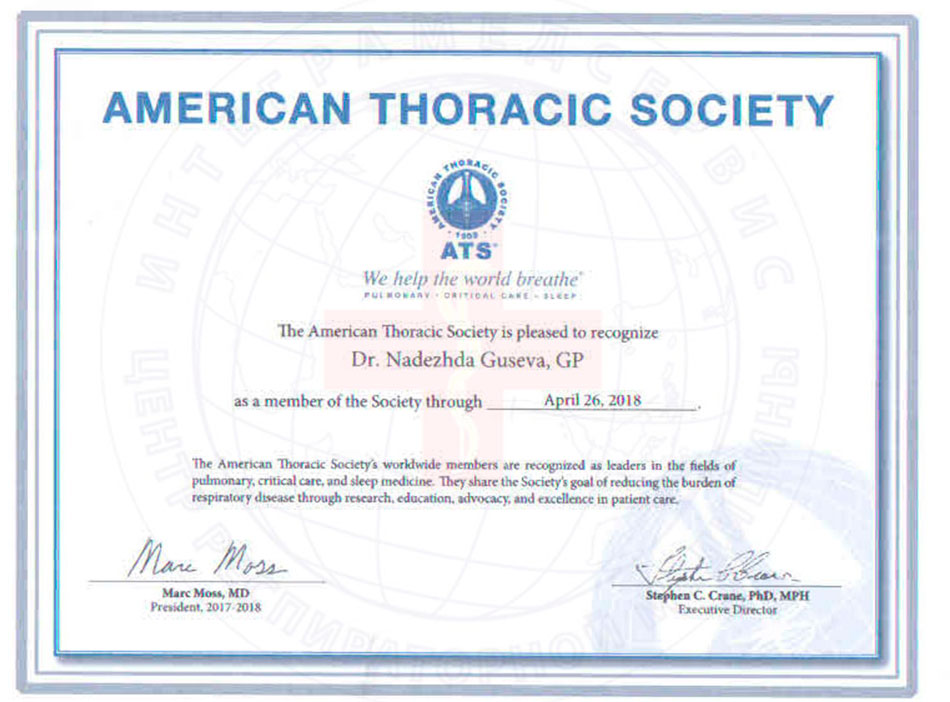 AMERICAN THORACIC SOCIETY
AMERICAN THORACIC SOCIETY
· 1905 ·
ATS®
We help the world breathe®
PULMONARY · CRITICAL CARE · SLEEP
The American Thoracic Society is pleased to recognize
Dr. Nadezhda Guseva, GP
as a member of the Society through April 26, 2018.
The American Thoracic Society's worldwide members are recognized as leaders in the fields of
pulmonary, critical care, and sleep medicine. They share the Society's goal of reducing the burden of
respiratory disease through research, education, advocacy, and excellence in patient care.
Marc Moss
Marc Moss, MD
President, 2017-2018
Stephen C. Crane, PhD, MPH
Executive Director
ИНТЕГРАМЕДСЕРВИС
ЦЕНТР РЕСПИРАТОРНОЙ МЕДИЦИНЫ